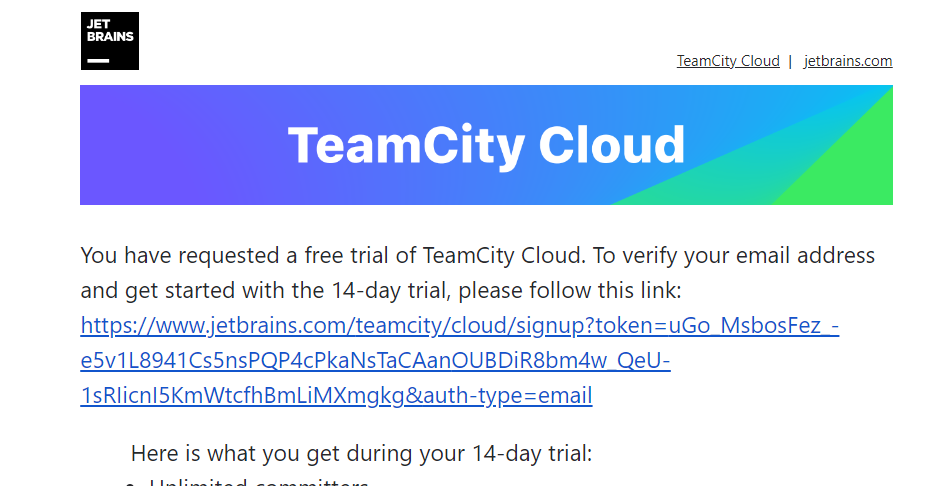 JET
BRAINS
TeamCity Cloud | jetbrains.com
TeamCity Cloud
You have requested a free trial of TeamCity Cloud. To verify your email address
and get started with the 14-day trial, please follow this link:
https://www.jetbrains.com/teamcity/cloud/signup?token=uGo_MsbosFez_-
e5v1L8941Cs5nsPQP4cPkaNsTaCAanOUBDiR8bm4w_QeU-
1sRIicnI5KmWtcfhBmLiMXmgkg&auth-type=email
Here is what you get during your 14-day trial:
• Unlimited committers